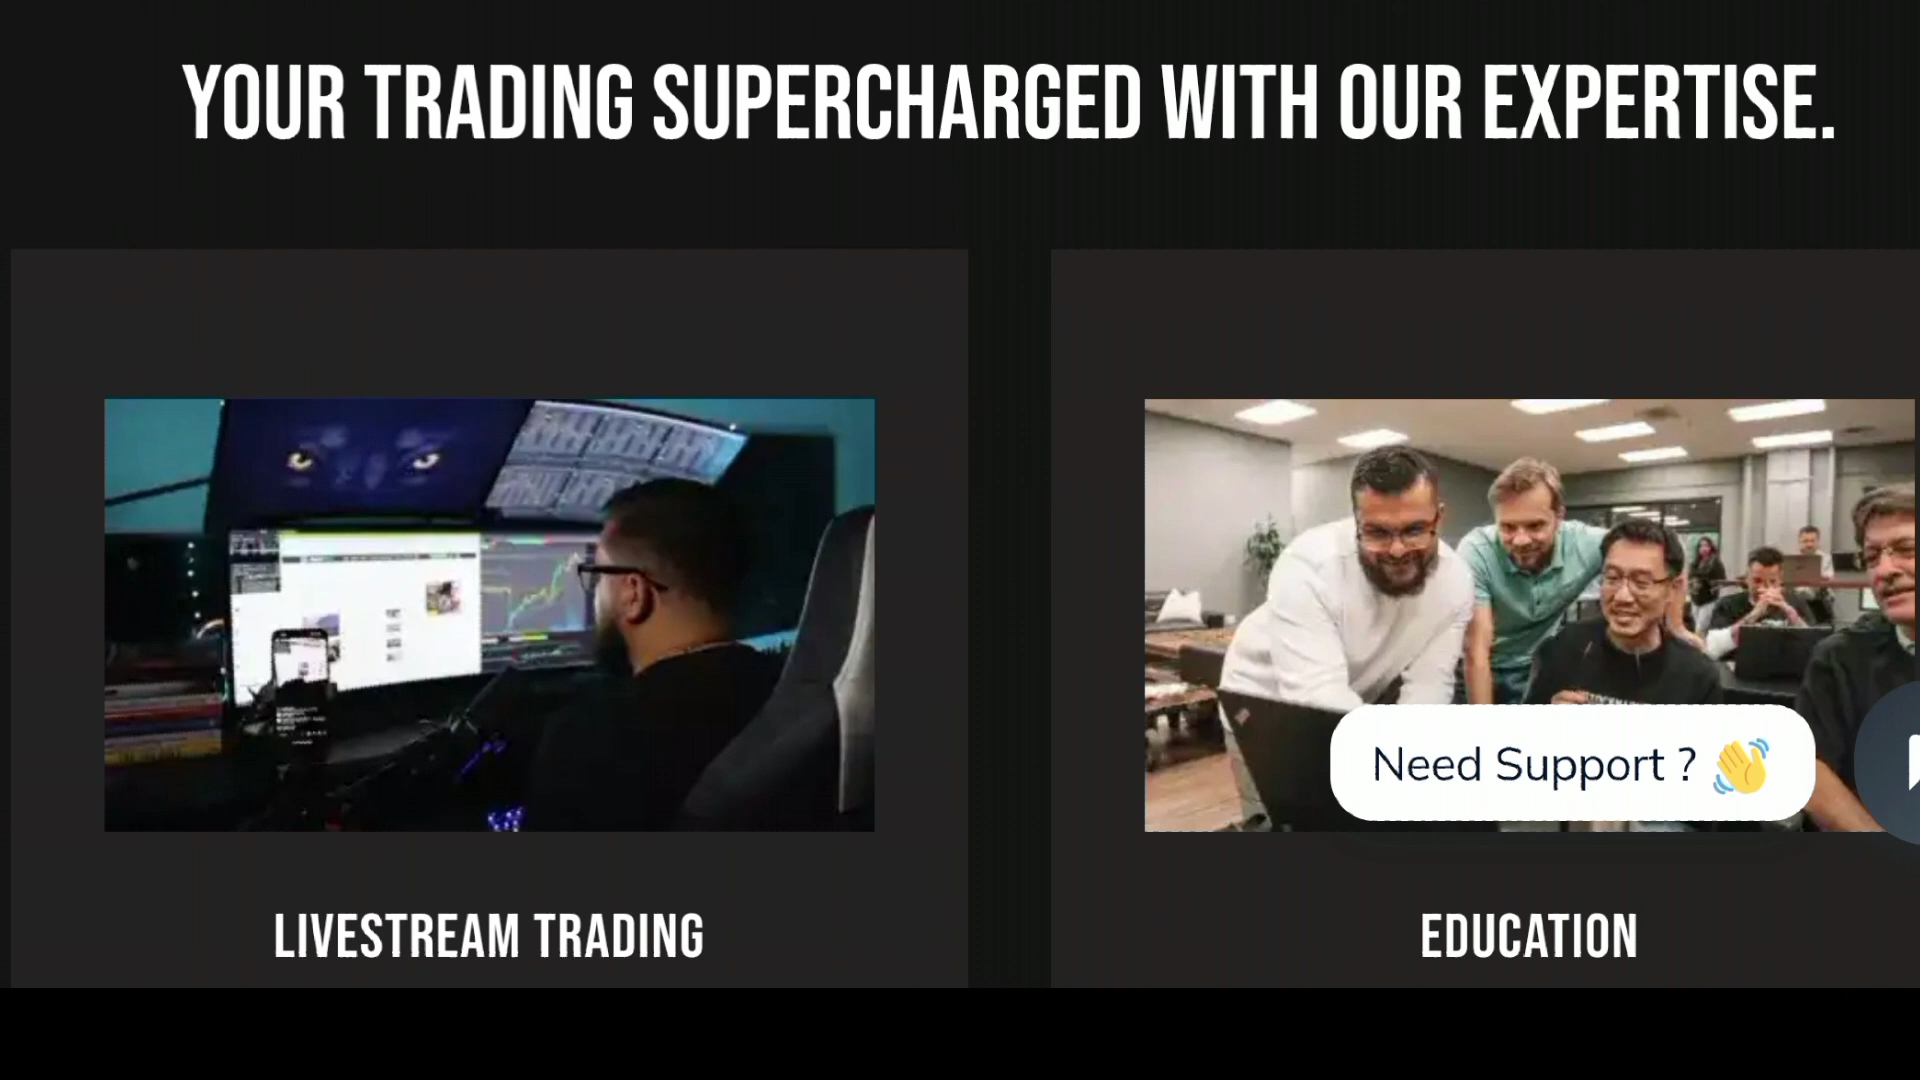 YOUR TRADING SUPERCHARGED WITH OUR EXPERTISE.
Need Support ? 👋
LIVESTREAM TRADING
EDUCATION